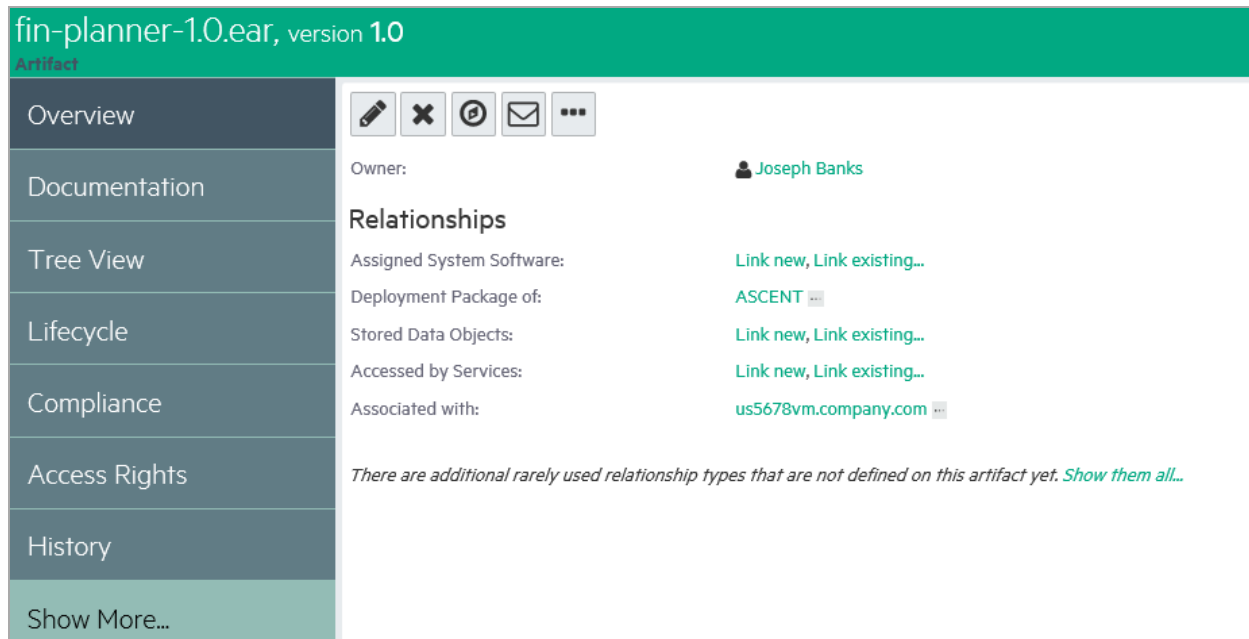 fin-planner-1.0.ear, version 1.0
Artifact
Overview
Documentation
Tree View
Lifecycle
Compliance
Access Rights
History
Show More...
Owner: Joseph Banks
Relationships
Assigned System Software: Link new, Link existing...
Deployment Package of: ASCENT ...
Stored Data Objects: Link new, Link existing...
Accessed by Services: Link new, Link existing...
Associated with: us5678vm.company.com ...
There are additional rarely used relationship types that are not defined on this artifact yet. Show them all...